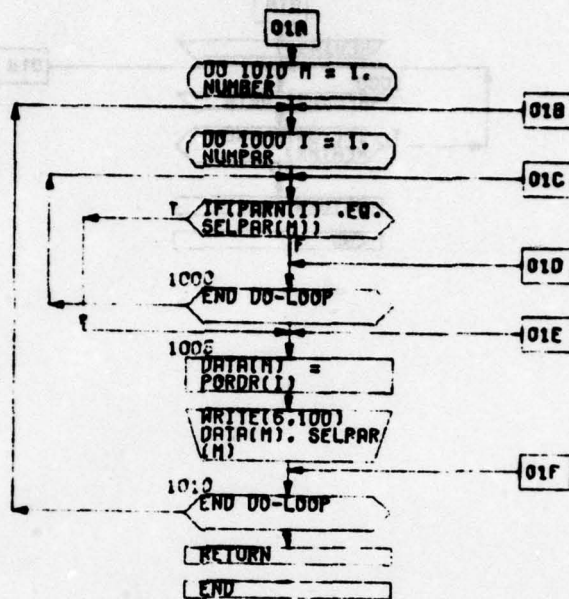 01A
DO 1010 M = 1,
NUMBER
01B
DO 1000 I = 1,
NUMPAR
01C
T
IF(PARN(I) .EQ.
SELPAR(M))
F
01D
1000
END DO-LOOP
01E
1005
DATA(M) =
PORDR(I)
WRITE(6,100)
DATA(M), SELPAR
(M)
01F
1010
END DO-LOOP
RETURN
END